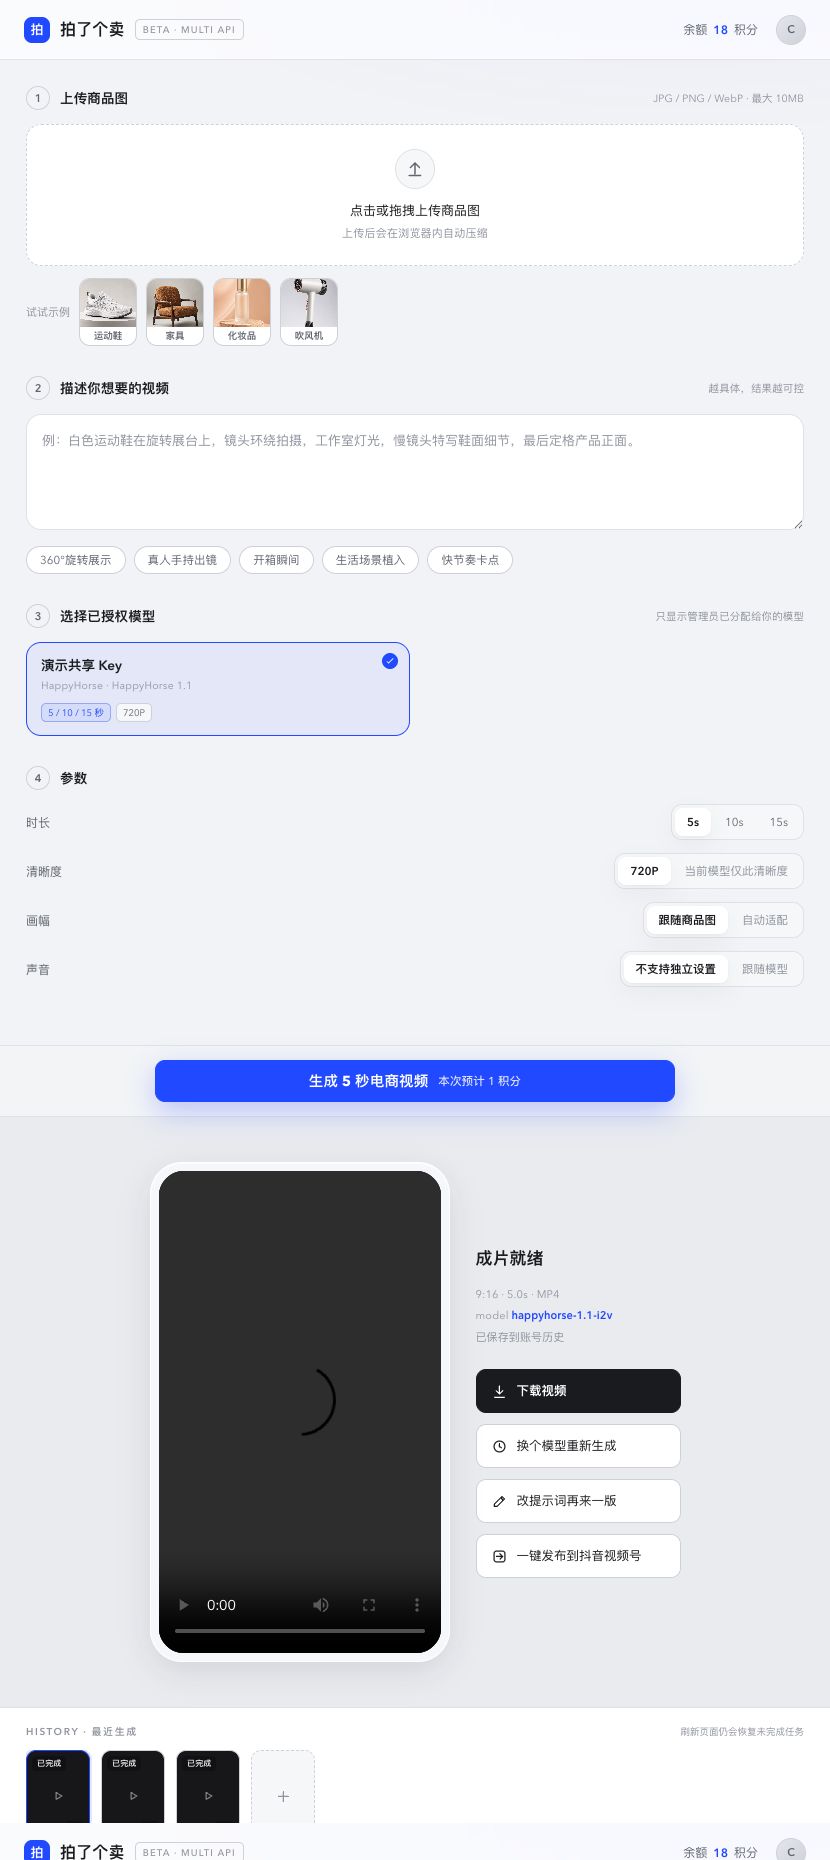 拍 拍了个卖 BETA · MULTI API 余额 18 积分 C
1 上传商品图 JPG / PNG / WebP · 最大 10MB
点击或拖拽上传商品图
上传后会在浏览器内自动压缩
试试示例 运动鞋 家具 化妆品 吹风机
2 描述你想要的视频 越具体，结果越可控
例：白色运动鞋在旋转展台上，镜头环绕拍摄，工作室灯光，慢镜头特写鞋面细节，最后定格产品正面。
360°旋转展示 真人手持出镜 开箱瞬间 生活场景植入 快节奏卡点
3 选择已授权模型 只显示管理员已分配给你的模型
演示共享 Key
HappyHorse · HappyHorse 1.1
5 / 10 / 15 秒 720P
4 参数
时长 5s 10s 15s
清晰度 720P 当前模型仅此清晰度
画幅 跟随商品图 自动适配
声音 不支持独立设置 跟随模型
生成 5 秒电商视频 本次预计 1 积分
成片就绪
9:16 · 5.0s · MP4
model happyhorse-1.1-i2v
已保存到账号历史
下载视频
换个模型重新生成
改提示词再来一版
一键发布到抖音视频号
0:00
HISTORY · 最近生成 刷新页面仍会恢复未完成任务
已完成 已完成 已完成
拍 拍了个卖 BETA · MULTI API 余额 18 积分 C